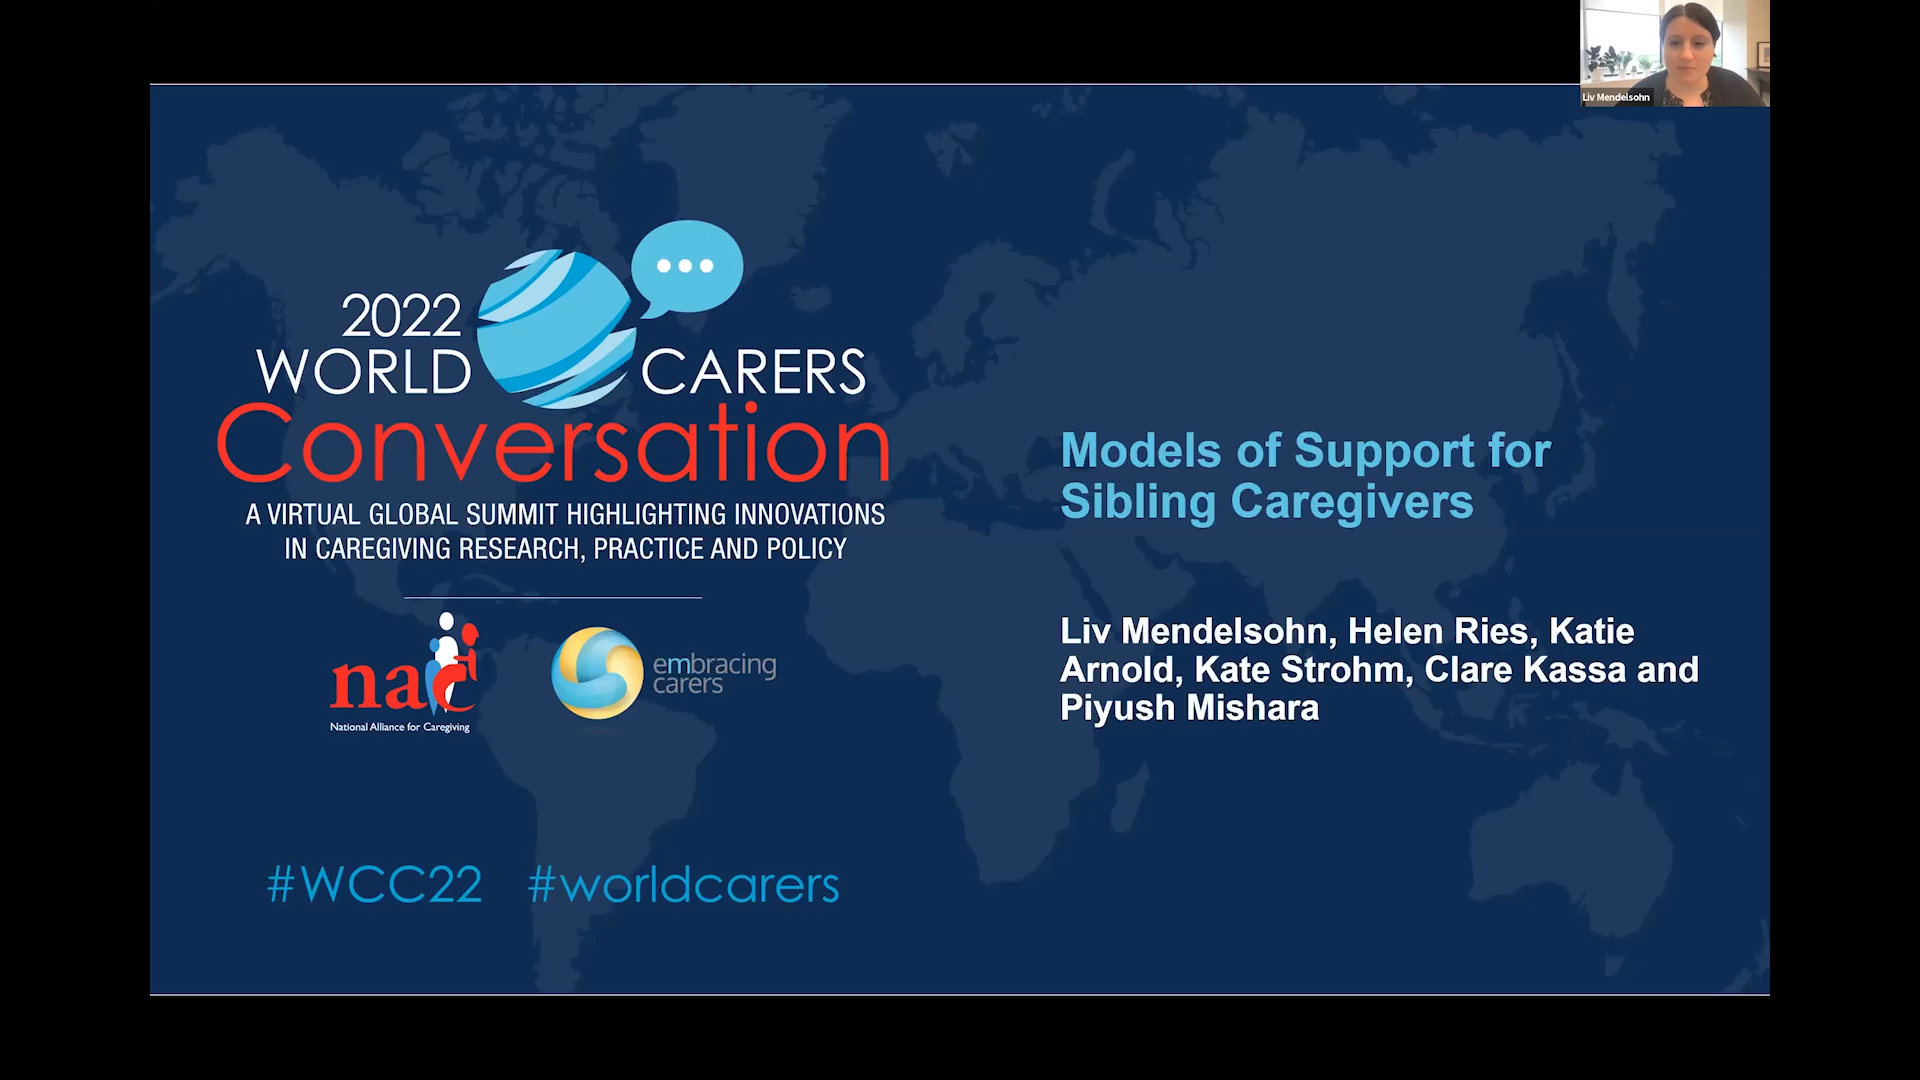 Liv Mendelsohn
2022
WORLD CARERS
Conversation
A VIRTUAL GLOBAL SUMMIT HIGHLIGHTING INNOVATIONS
IN CAREGIVING RESEARCH, PRACTICE AND POLICY
nac
National Alliance for Caregiving
embracing
carers
#WCC22 #worldcarers
Models of Support for
Sibling Caregivers
Liv Mendelsohn, Helen Ries, Katie
Arnold, Kate Strohm, Clare Kassa and
Piyush Mishara